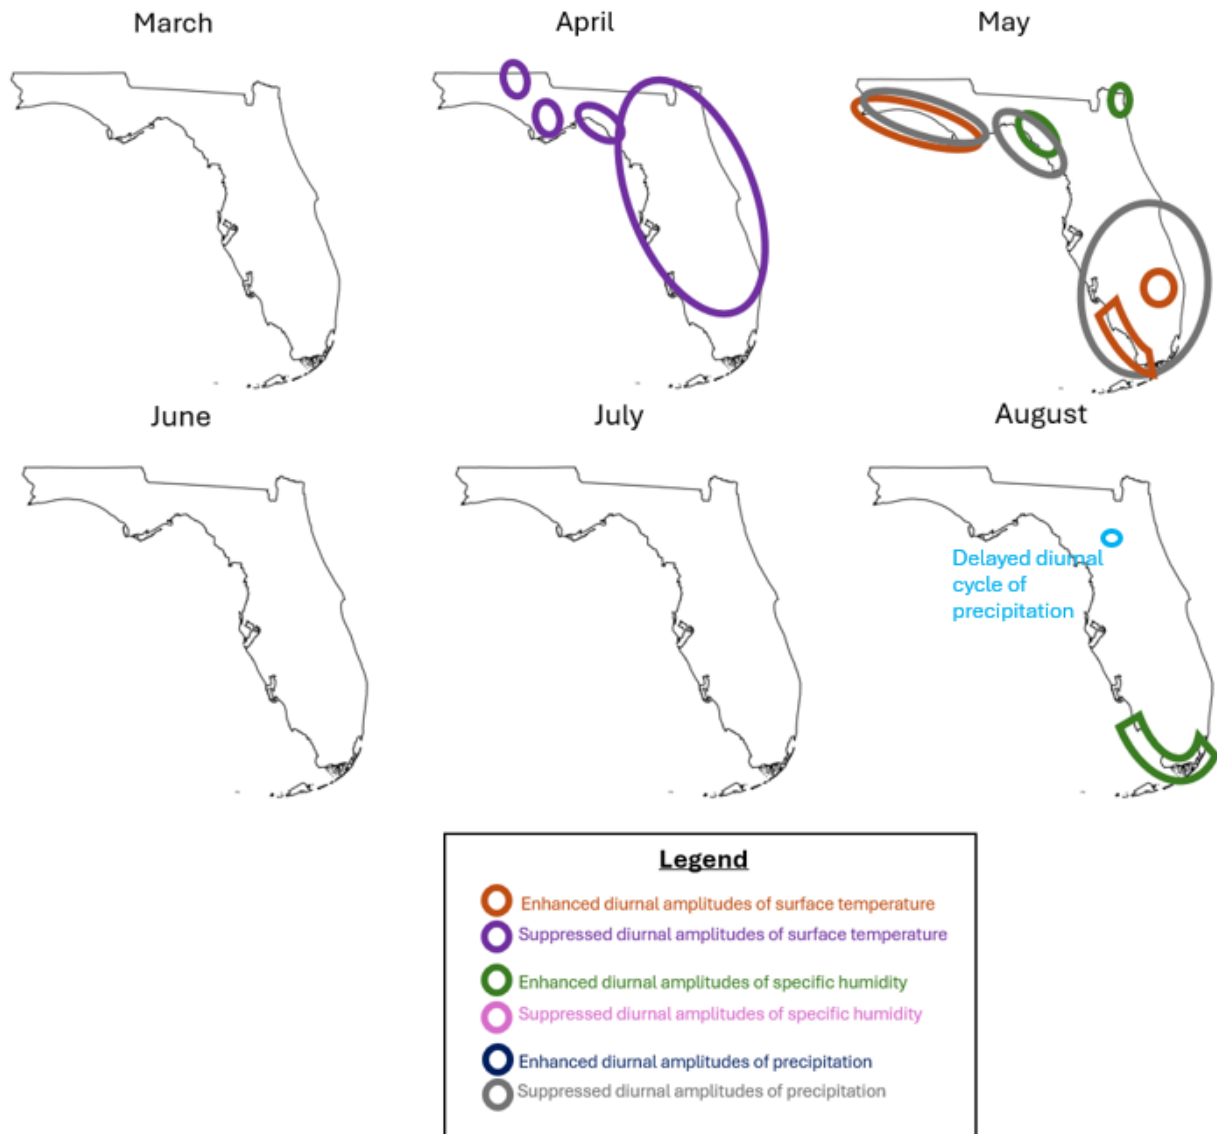 March
April
May
June
July
August
Delayed diurnal
cycle of
precipitation
Legend
Enhanced diurnal amplitudes of surface temperature
Suppressed diurnal amplitudes of surface temperature
Enhanced diurnal amplitudes of specific humidity
Suppressed diurnal amplitudes of specific humidity
Enhanced diurnal amplitudes of precipitation
Suppressed diurnal amplitudes of precipitation